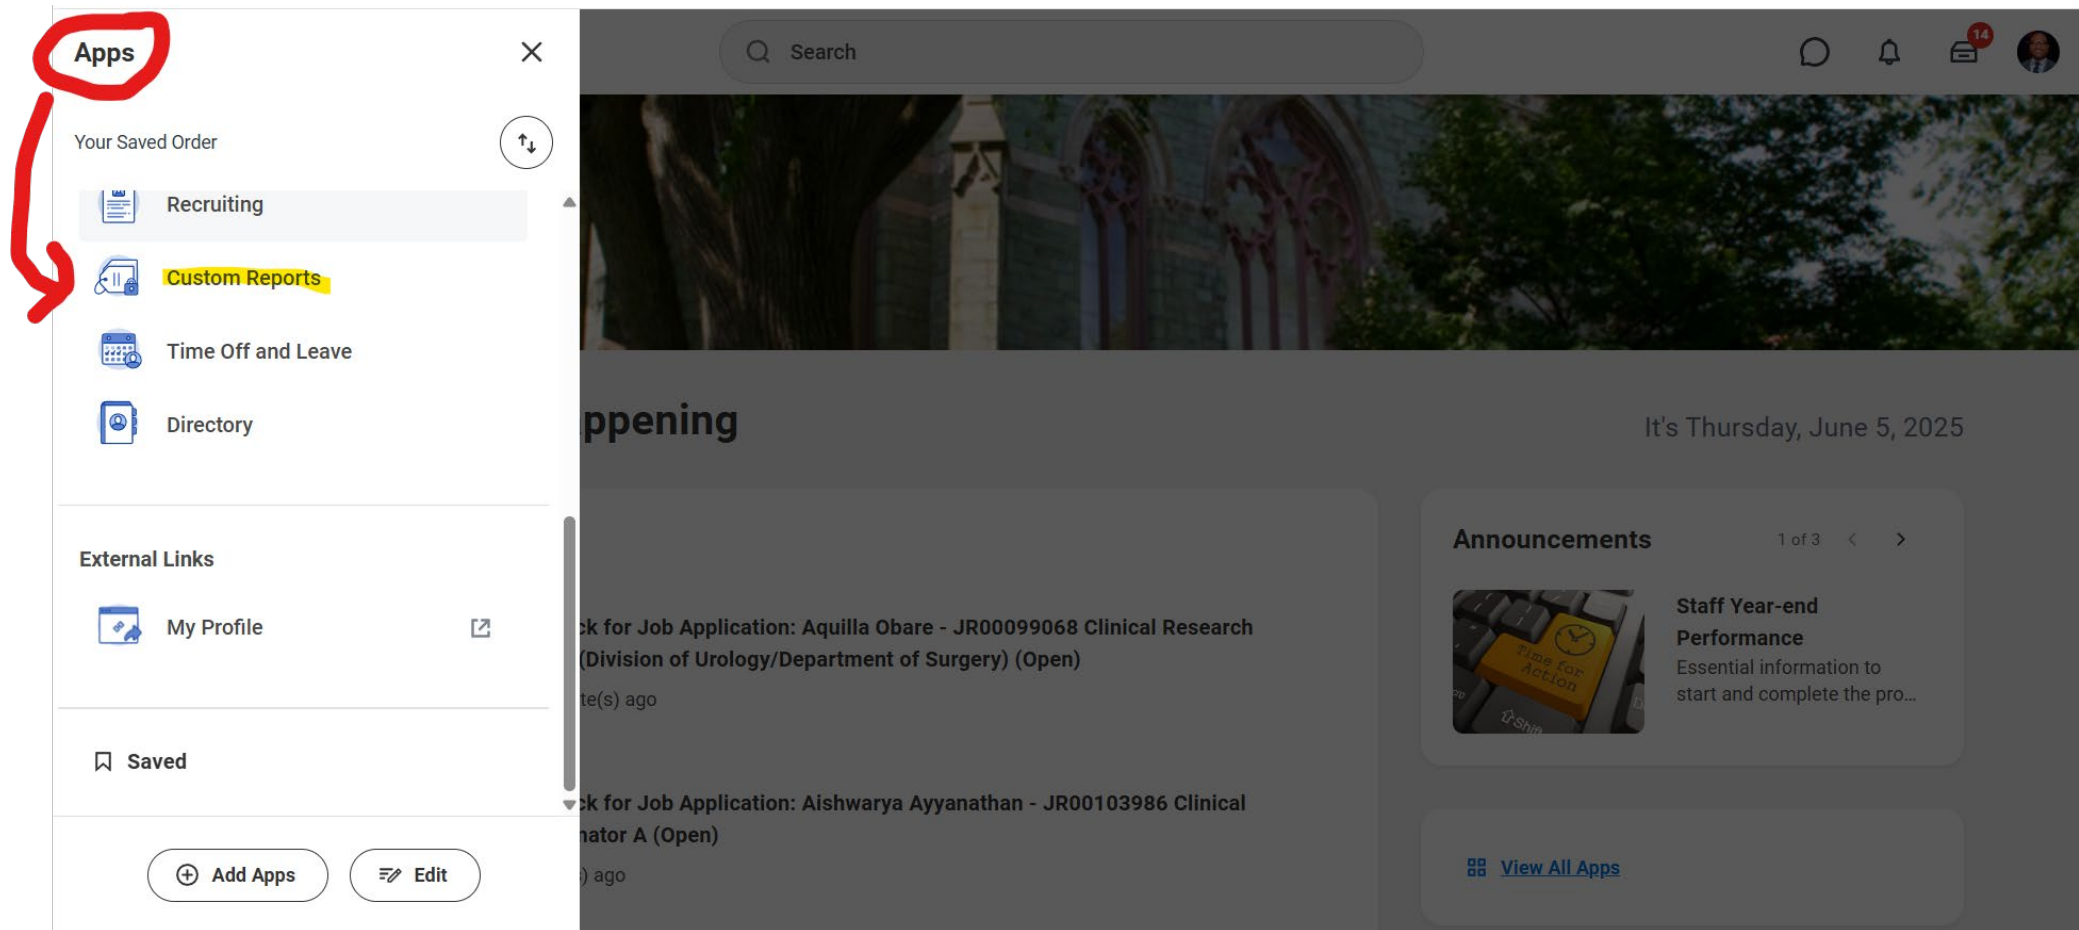 Apps
Search
14
Your Saved Order
Recruiting
Custom Reports
Time Off and Leave
Directory
ppening
It's Thursday, June 5, 2025
External Links
My Profile
ck for Job Application: Aquilla Obare - JR00099068 Clinical Research
(Division of Urology/Department of Surgery) (Open)
te(s) ago
Announcements
1 of 3
Time for
Action
Shift
Staff Year-end
Performance
Essential information to
start and complete the pro...
Saved
ck for Job Application: Aishwarya Ayyanathan - JR00103986 Clinical
nator A (Open)
) ago
View All Apps
Add Apps
Edit